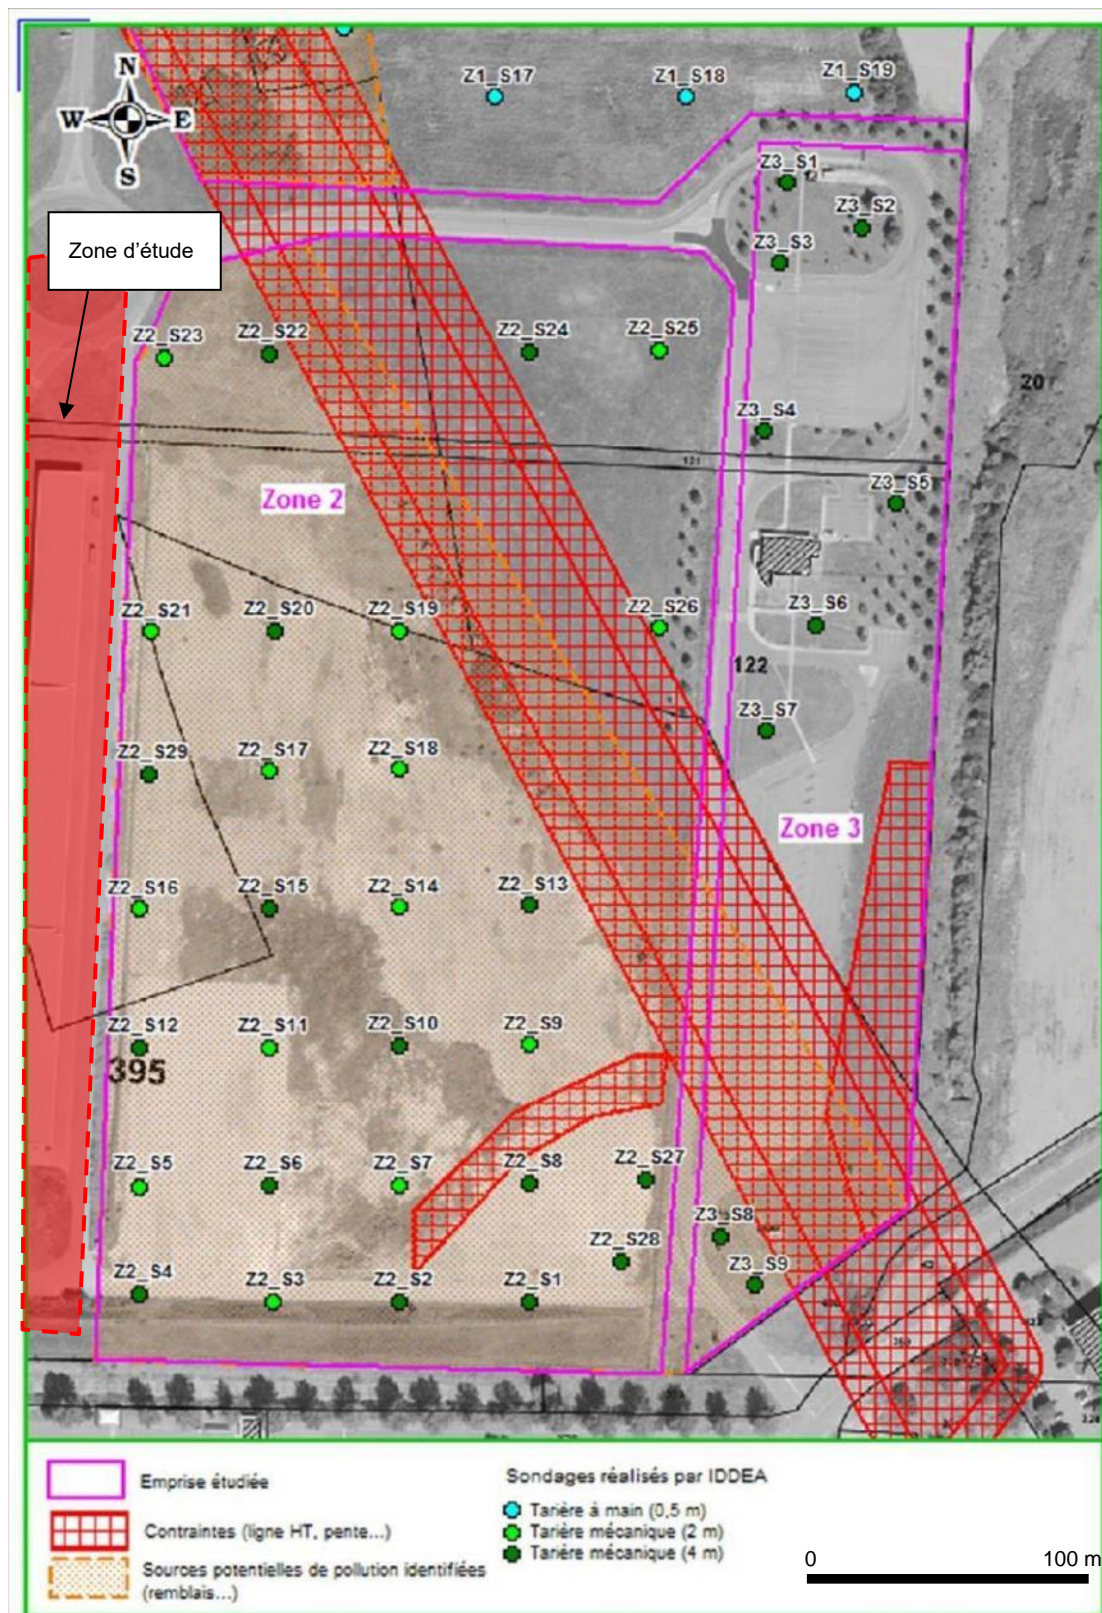 Z1_S17
Z1_S18
Z1_S19
N
W
E
S
Z3_S1
Z3_S2
Z3_S3
Zone d'étude
Z2_S23
Z2_S22
Z2_S24
Z2_S25
20
Z3_S4
121
Z3_S5
Zone 2
Z2_S21
Z2_S20
Z2_S19
Z2_S26
Z3_S6
122
Z3_S7
Z2_S29
Z2_S17
Z2_S18
Zone 3
Z2_S16
Z2_S15
Z2_S14
Z2_S13
Z2_S12
Z2_S11
Z2_S10
Z2_S9
395
Z2_S5
Z2_S6
Z2_S7
Z2_S8
Z2_S27
Z3_S8
Z2_S28
Z3_S9
Z2_S4
Z2_S3
Z2_S2
Z2_S1
Emprise étudiée
Contraintes (ligne HT, pente...)
Sources potentielles de pollution identifiées
(remblais...)
Sondages réalisés par IDDEA
Tarière à main (0,5 m)
Tarière mécanique (2 m)
Tarière mécanique (4 m)
0
100 m